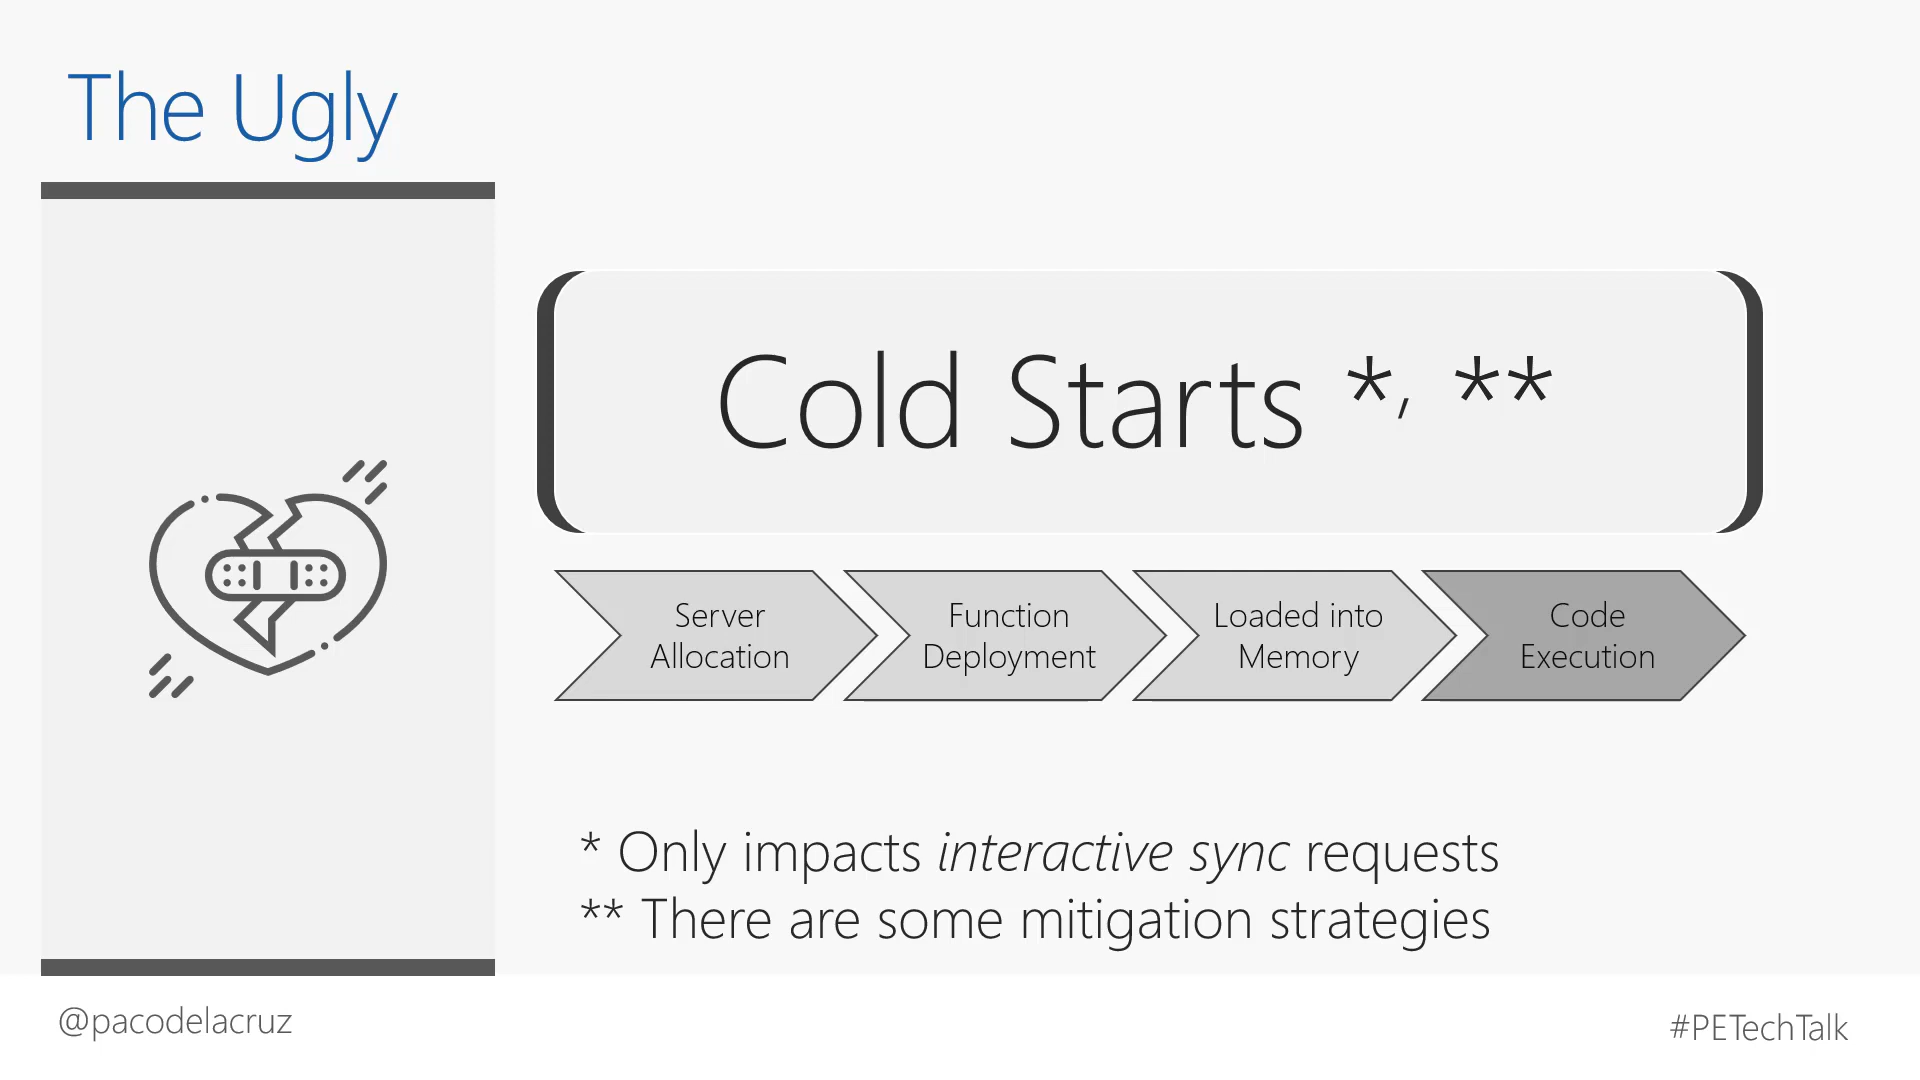 The Ugly
Cold Starts *, **
Server
Allocation
Function
Deployment
Loaded into
Memory
Code
Execution
* Only impacts interactive sync requests
** There are some mitigation strategies
@pacodelacruz
#PETechTalk